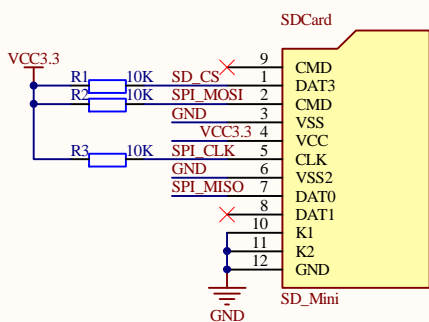 SDCard
VCC3.3
9 CMD
R1 10K SD_CS 1 DAT3
R2 10K SPI_MOSI 2 CMD
GND 3 VSS
VCC3.3 4 VCC
R3 10K SPI_CLK 5 CLK
GND 6 VSS2
SPI_MISO 7 DAT0
8 DAT1
10 K1
11 K2
12 GND
SD_Mini
GND